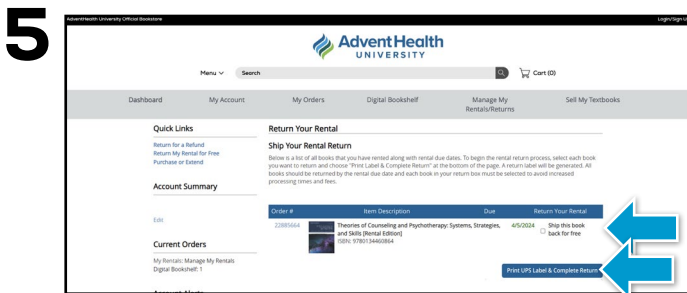 5
AdventHealth University Official Bookstore
Login/Sign U
AdventHealth
UNIVERSITY
Menu
Search
Cart (0)
Dashboard
My Account
My Orders
Digital Bookshelf
Manage My
Rentals/Returns
Sell My Textbooks
Quick Links
Return for a Refund
Return My Rental for Free
Purchase or Extend
Account Summary
Edit
Current Orders
My Rentals: Manage My Rentals
Digital Bookshelf: 1
Return Your Rental
Ship Your Rental Return
Below is a list of all books that you have rented along with rental due dates. To begin the rental return process, select each book
you want to return and choose "Print Label & Complete Return" at the bottom of the page. A return label will be generated. All
books should be returned by the rental due date and each book in your return box must be selected to avoid increased
processing times and fees.
Order # Item Description Due Return Your Rental
22885664 Theories of Counseling and Psychotherapy: Systems, Strategies, 4/5/2024 Ship this book
and Skills [Rental Edition] back for free
ISBN: 9780134460864
Print UPS Label & Complete Return